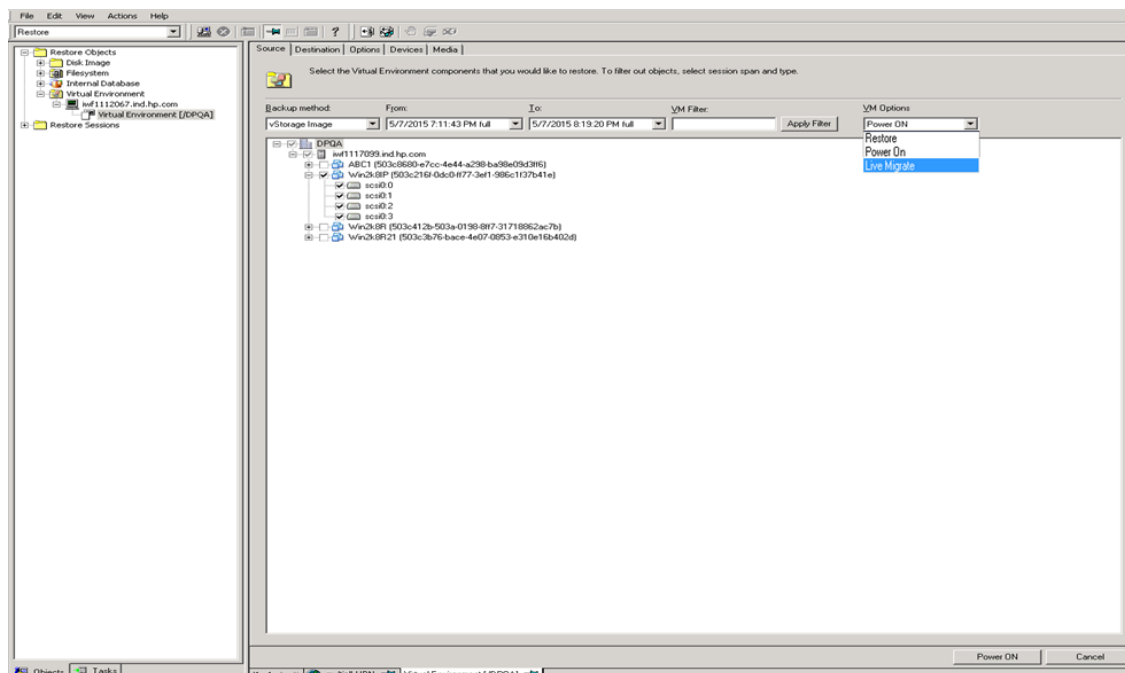 File Edit View Actions Help
Restore
Restore Objects
Disk Image
Filesystem
Internal Database
Virtual Environment
iwf1112067.ind.hp.com
Virtual Environment [/DPQA]
Restore Sessions
Source Destination Options Devices Media
Select the Virtual Environment components that you would like to restore. To filter out objects, select session span and type.
Backup method: From: To: VM Filter: VM Options
vStorage Image 5/7/2015 7:11:43 PM full 5/7/2015 8:19:20 PM full Apply Filter Power ON
Restore
Power On
Live Migrate
DPQA
iwf1117099.ind.hp.com
ABC1 (503c8680-e7cc-4e44-a298-ba98e09d3ff6)
Win2k8IP (503c216f-0dc0-ff77-3ef1-986c1f37b41e)
scsi0:0
scsi0:1
scsi0:2
scsi0:3
Win2k8R (503c412b-503a-0198-8ff7-31718862ac7b)
Win2k8R21 (503c3b76-bace-4e07-0853-e310e16b402d)
Power ON Cancel
Objects Tasks
Virtual Environment [/DPQA]